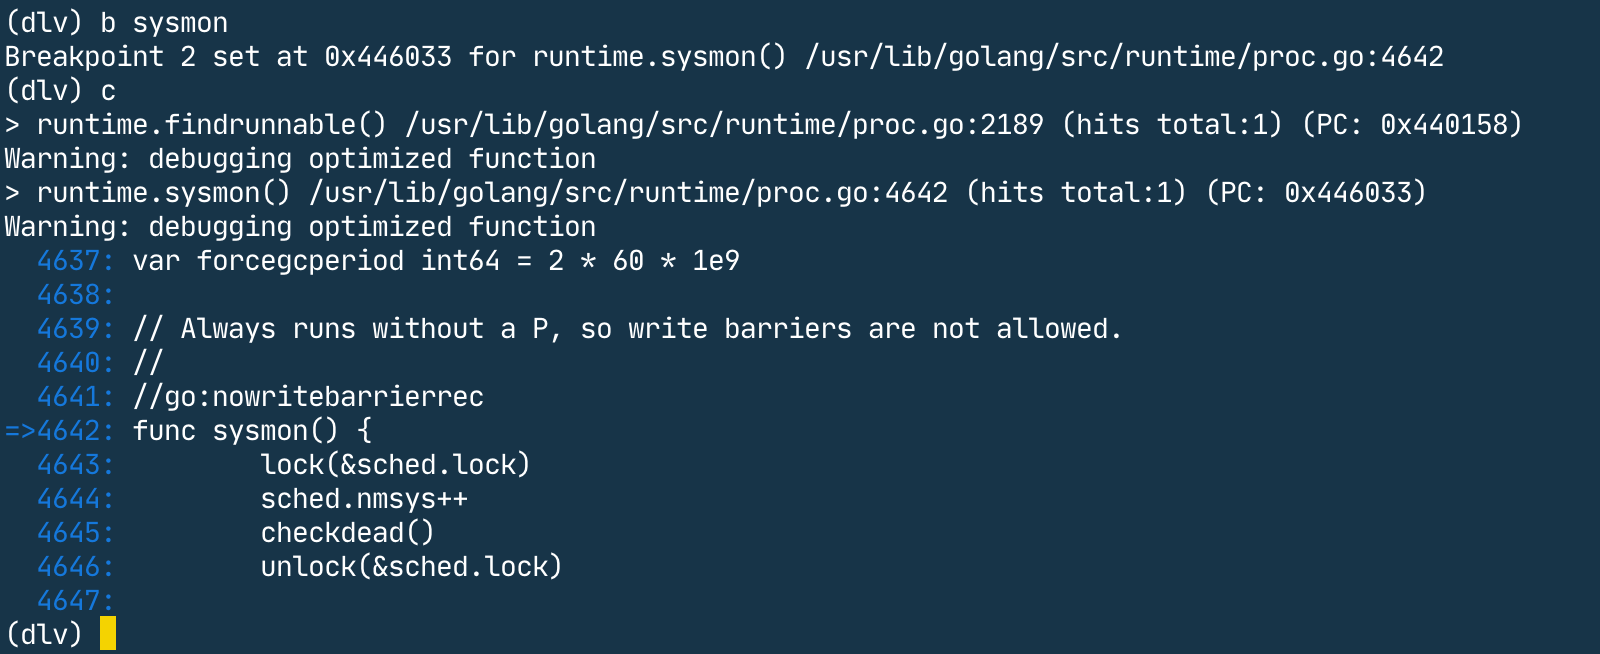 (dlv) b sysmon
Breakpoint 2 set at 0x446033 for runtime.sysmon() /usr/lib/golang/src/runtime/proc.go:4642
(dlv) c
> runtime.findrunnable() /usr/lib/golang/src/runtime/proc.go:2189 (hits total:1) (PC: 0x440158)
Warning: debugging optimized function
> runtime.sysmon() /usr/lib/golang/src/runtime/proc.go:4642 (hits total:1) (PC: 0x446033)
Warning: debugging optimized function
  4637: var forcegcperiod int64 = 2 * 60 * 1e9
  4638:
  4639: // Always runs without a P, so write barriers are not allowed.
  4640: //
  4641: //go:nowritebarrierrec
=>4642: func sysmon() {
  4643:         lock(&sched.lock)
  4644:         sched.nmsys++
  4645:         checkdead()
  4646:         unlock(&sched.lock)
  4647:
(dlv)